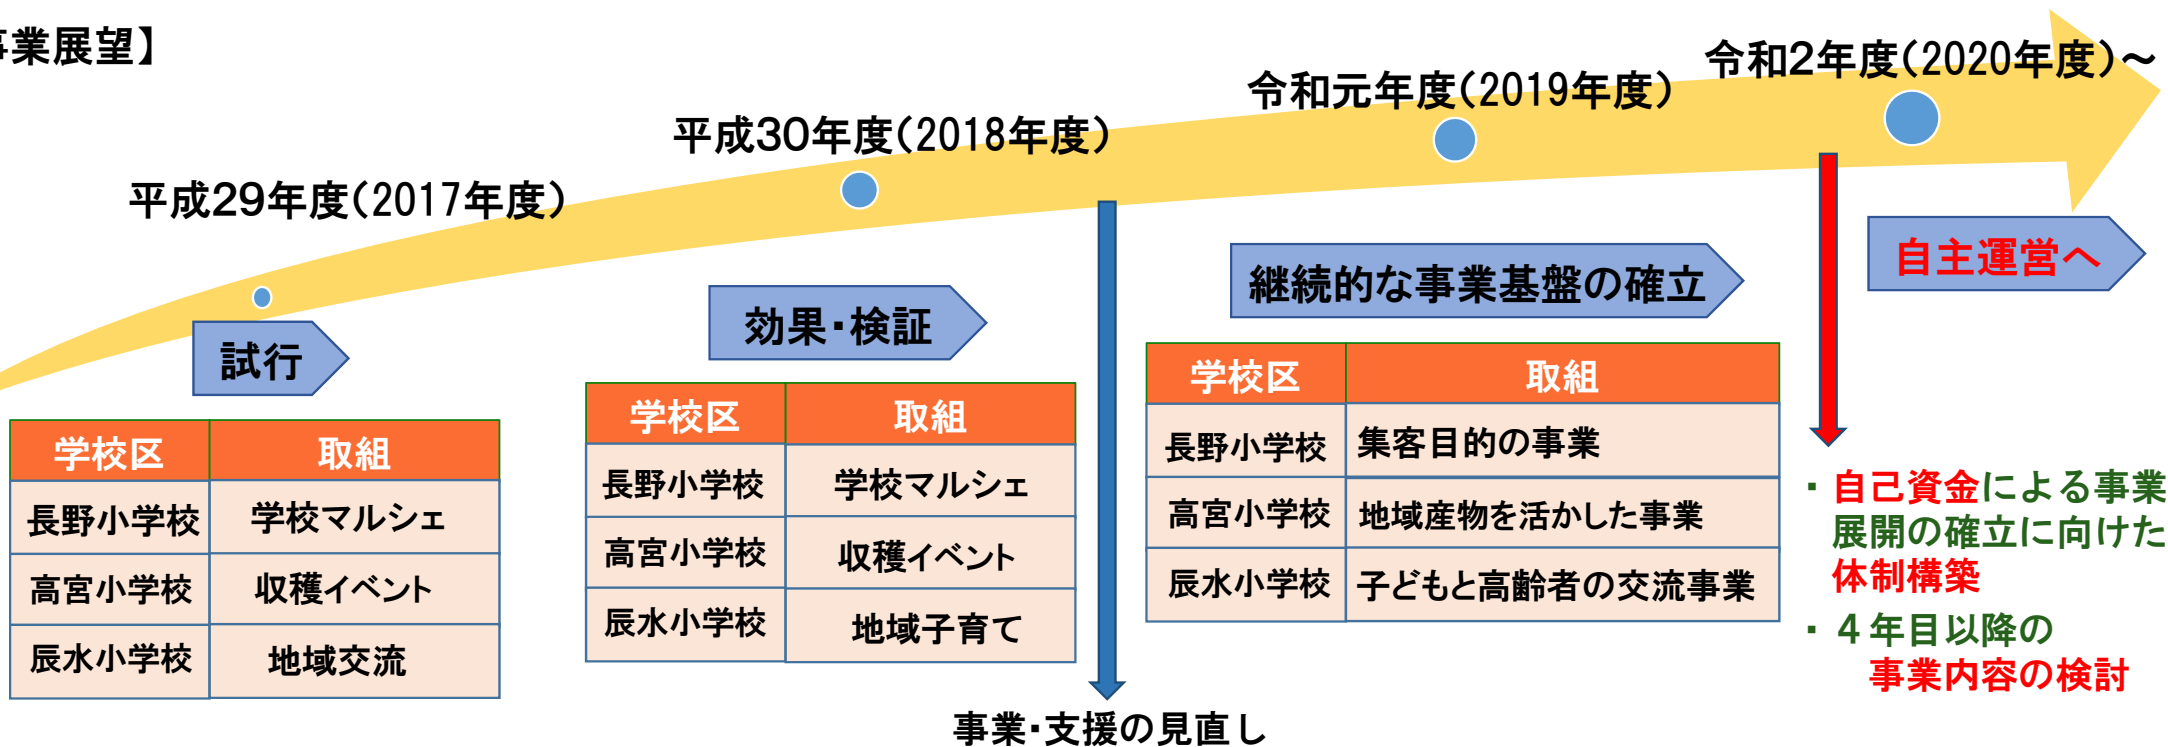 事業展望】
平成29年度(2017年度)
平成30年度(2018年度)
令和元年度(2019年度)
令和2年度(2020年度)～
試行
学校区 取組
長野小学校 学校マルシェ
高宮小学校 収穫イベント
辰水小学校 地域交流
効果・検証
学校区 取組
長野小学校 学校マルシェ
高宮小学校 収穫イベント
辰水小学校 地域子育て
事業・支援の見直し
継続的な事業基盤の確立
学校区 取組
長野小学校 集客目的の事業
高宮小学校 地域産物を活かした事業
辰水小学校 子どもと高齢者の交流事業
自主運営へ
・自己資金による事業
展開の確立に向けた
体制構築
・４年目以降の
事業内容の検討